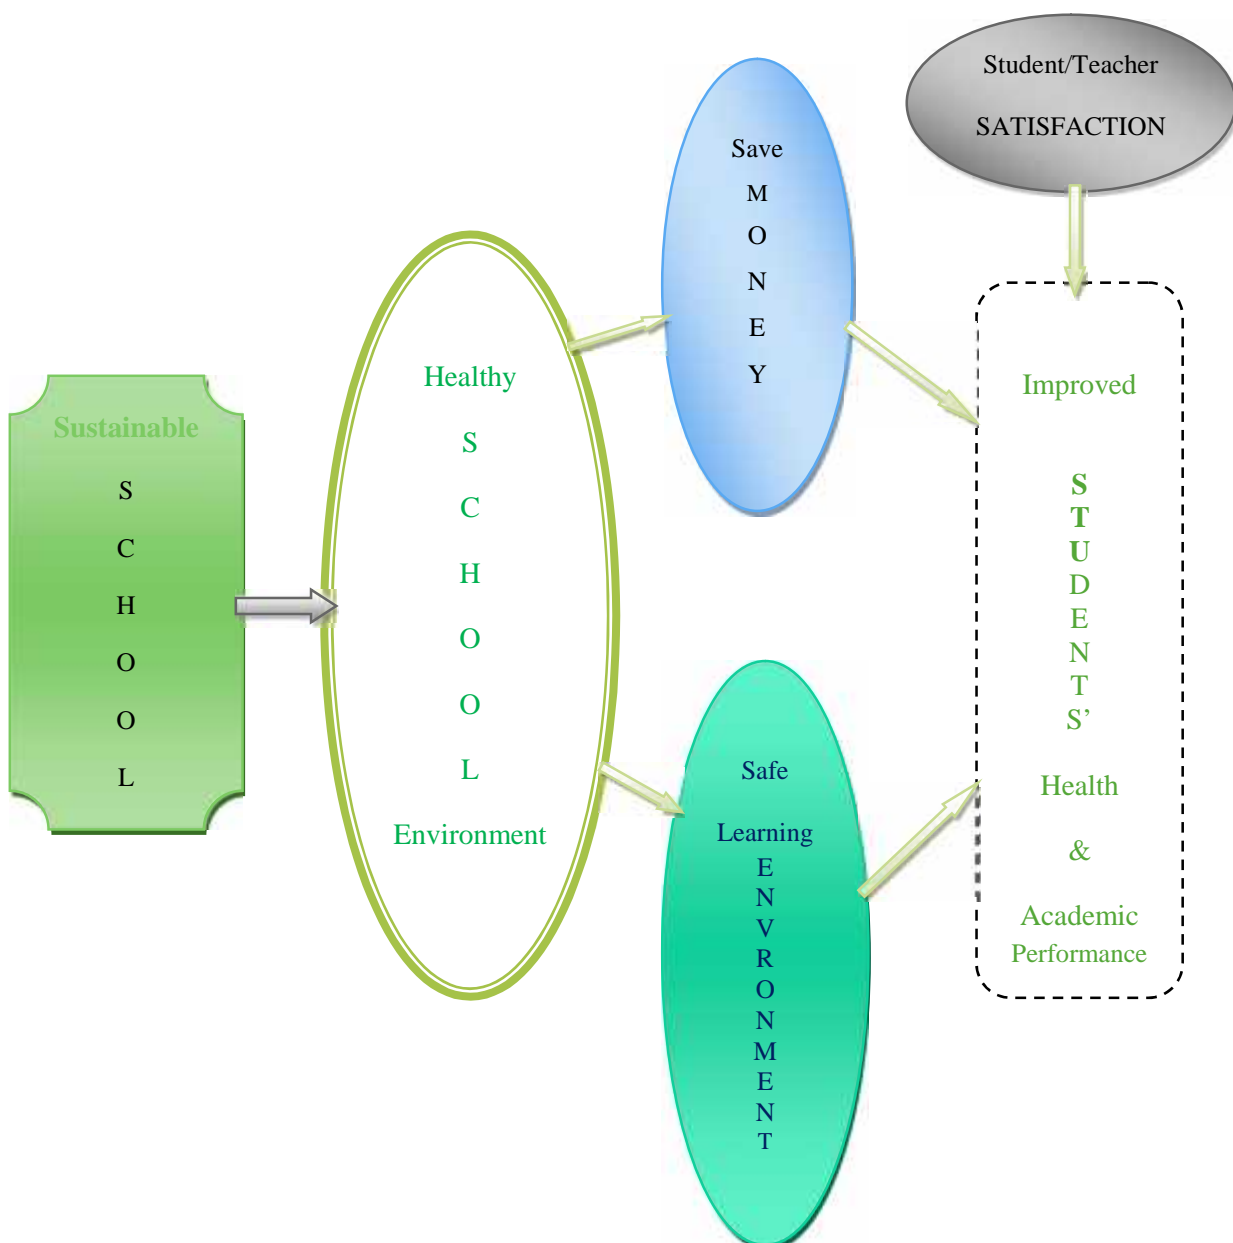 Sustainable
S
C
H
O
O
L
Healthy
S
C
H
O
O
L
Environment
Save
M
O
N
E
Y
Safe
Learning
E
N
V
R
O
N
M
E
N
T
Student/Teacher
SATISFACTION
Improved
S
T
U
D
E
N
T
S’
Health
&
Academic
Performance